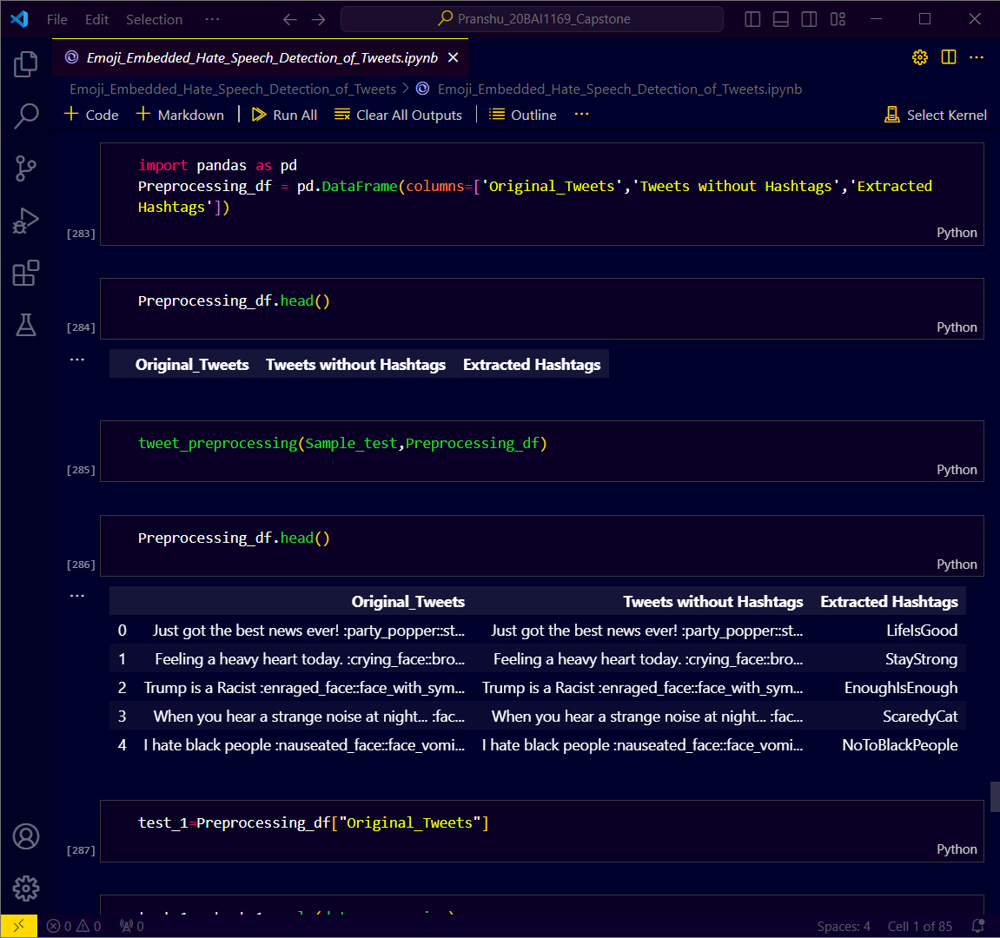 File Edit Selection ··· Pranshu_20BAI1169_Capstone
Emoji_Embedded_Hate_Speech_Detection_of_Tweets.ipynb
Emoji_Embedded_Hate_Speech_Detection_of_Tweets > Emoji_Embedded_Hate_Speech_Detection_of_Tweets.ipynb
+ Code + Markdown | Run All Clear All Outputs | Outline ··· Select Kernel
import pandas as pd
Preprocessing_df = pd.DataFrame(columns=['Original_Tweets','Tweets without Hashtags','Extracted
Hashtags'])
[283] Python
Preprocessing_df.head()
[284] Python
···
Original_Tweets Tweets without Hashtags Extracted Hashtags
tweet_preprocessing(Sample_test,Preprocessing_df)
[285] Python
Preprocessing_df.head()
[286] Python
···
Original_Tweets Tweets without Hashtags Extracted Hashtags
0 Just got the best news ever! :party_popper::st... Just got the best news ever! :party_popper::st... LifeIsGood
1 Feeling a heavy heart today. :crying_face::bro... Feeling a heavy heart today. :crying_face::bro... StayStrong
2 Trump is a Racist :enraged_face::face_with_sym... Trump is a Racist :enraged_face::face_with_sym... EnoughIsEnough
3 When you hear a strange noise at night... :fac... When you hear a strange noise at night... :fac... ScaredyCat
4 I hate black people :nauseated_face::face_vomi... I hate black people :nauseated_face::face_vomi... NoToBlackPeople
test_1=Preprocessing_df["Original_Tweets"]
[287] Python
0 0 0 Spaces: 4 Cell 1 of 85